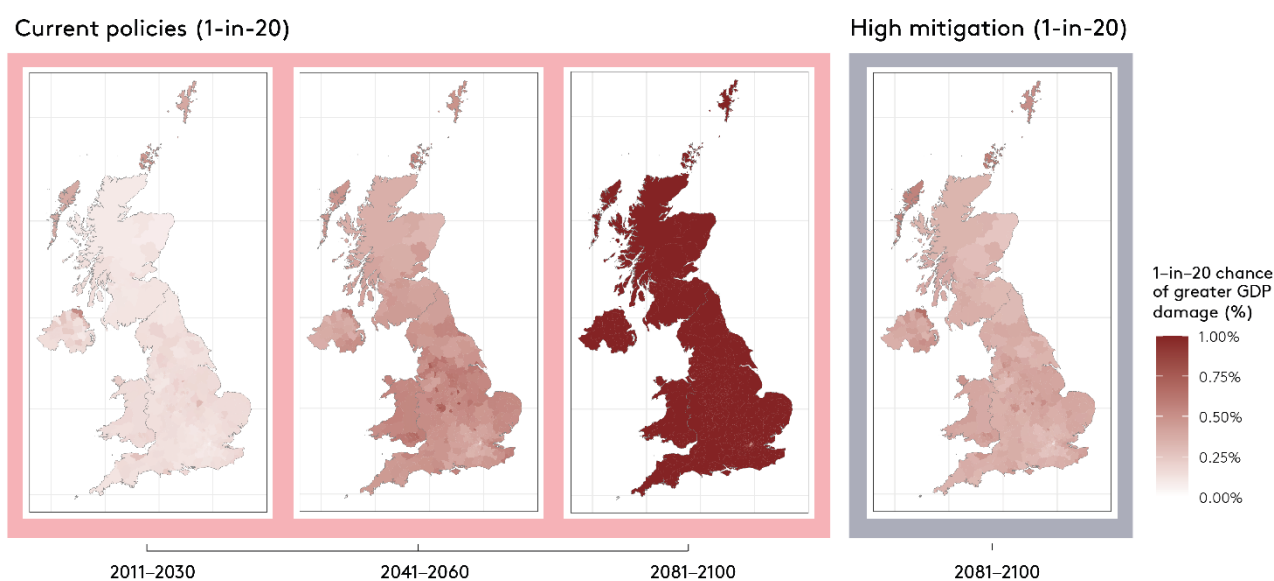 Current policies (1-in-20)
High mitigation (1-in-20)
1–in–20 chance
of greater GDP
damage (%)
1.00%
0.75%
0.50%
0.25%
0.00%
2011–2030
2041–2060
2081–2100
2081–2100